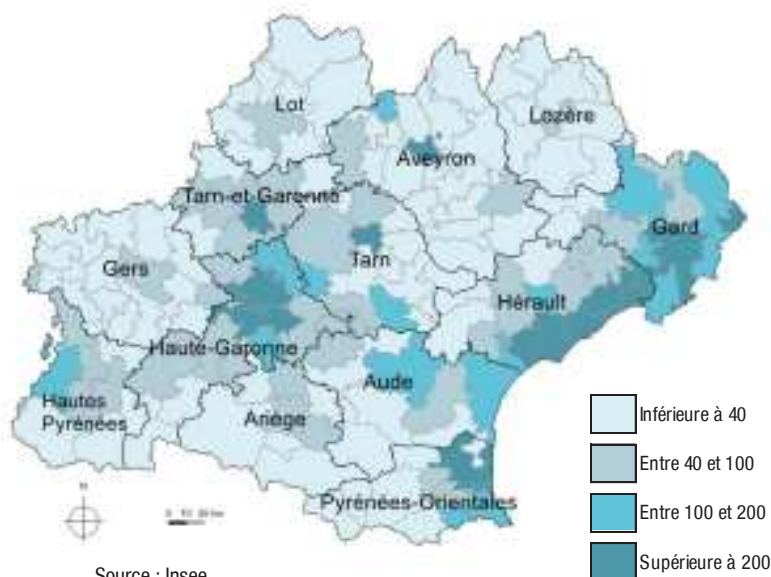 Lot
Lozère
Aveyron
Tarn-et-Garonne
Gard
Tarn
Gers
Hérault
Haute-Garonne
Aude
Hautes
Pyrénées
Ariège
Pyrénées-Orientales
N
Inférieure à 40
Entre 40 et 100
Entre 100 et 200
Supérieure à 200
Source : Insee